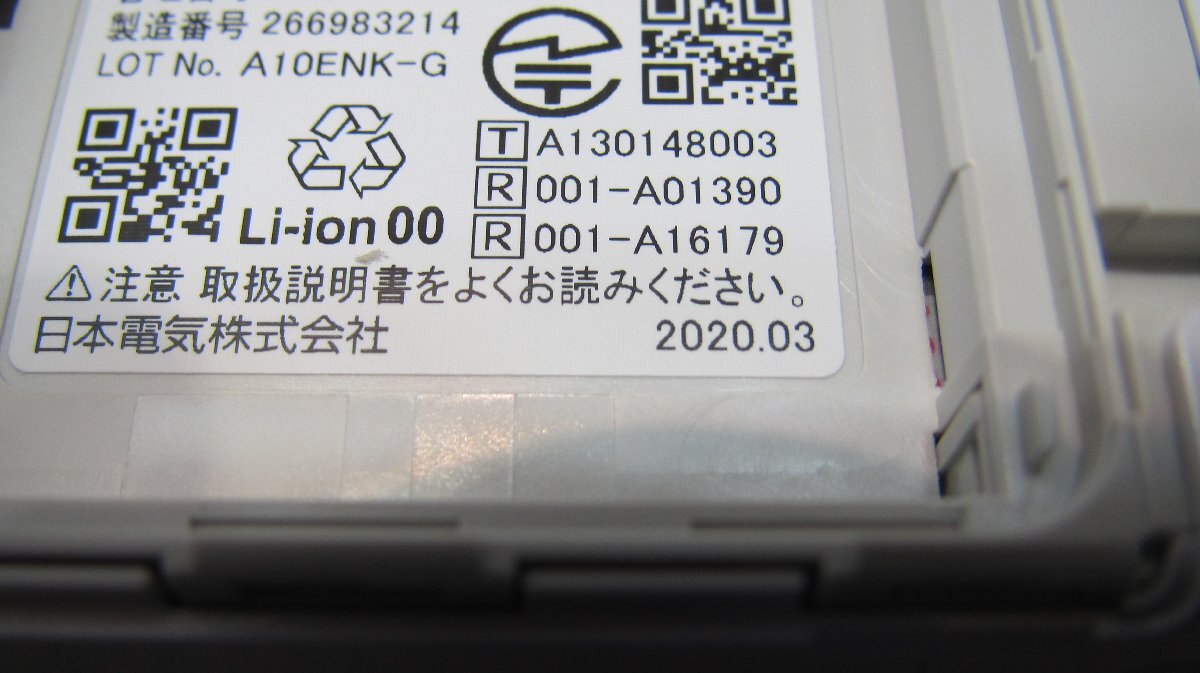 製造番号 266983214
LOT No. A10ENK-G
T A130148003
R 001-A01390
Li-ion 00
R 001-A16179
⚠注意 取扱説明書をよくお読みください。
日本電気株式会社 2020.03